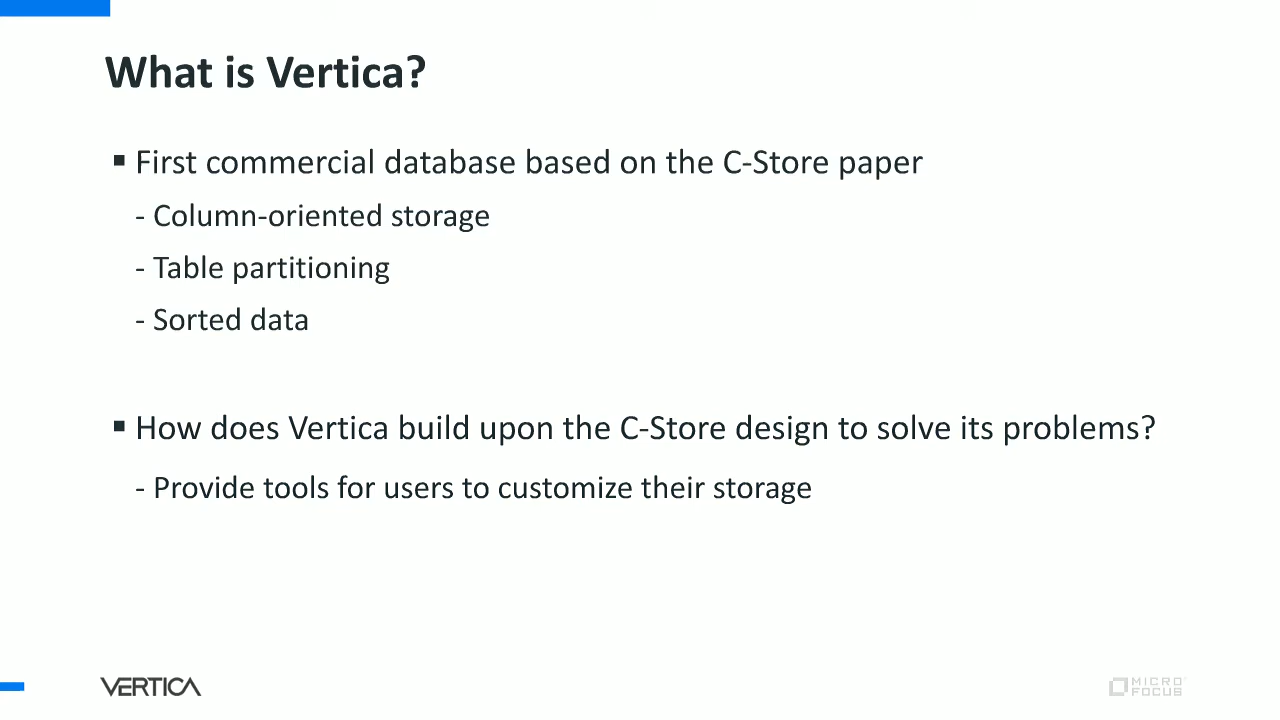 What is Vertica?
▪ First commercial database based on the C-Store paper
- Column-oriented storage
- Table partitioning
- Sorted data
▪ How does Vertica build upon the C-Store design to solve its problems?
- Provide tools for users to customize their storage
VERTICA
MICRO
FOCUS